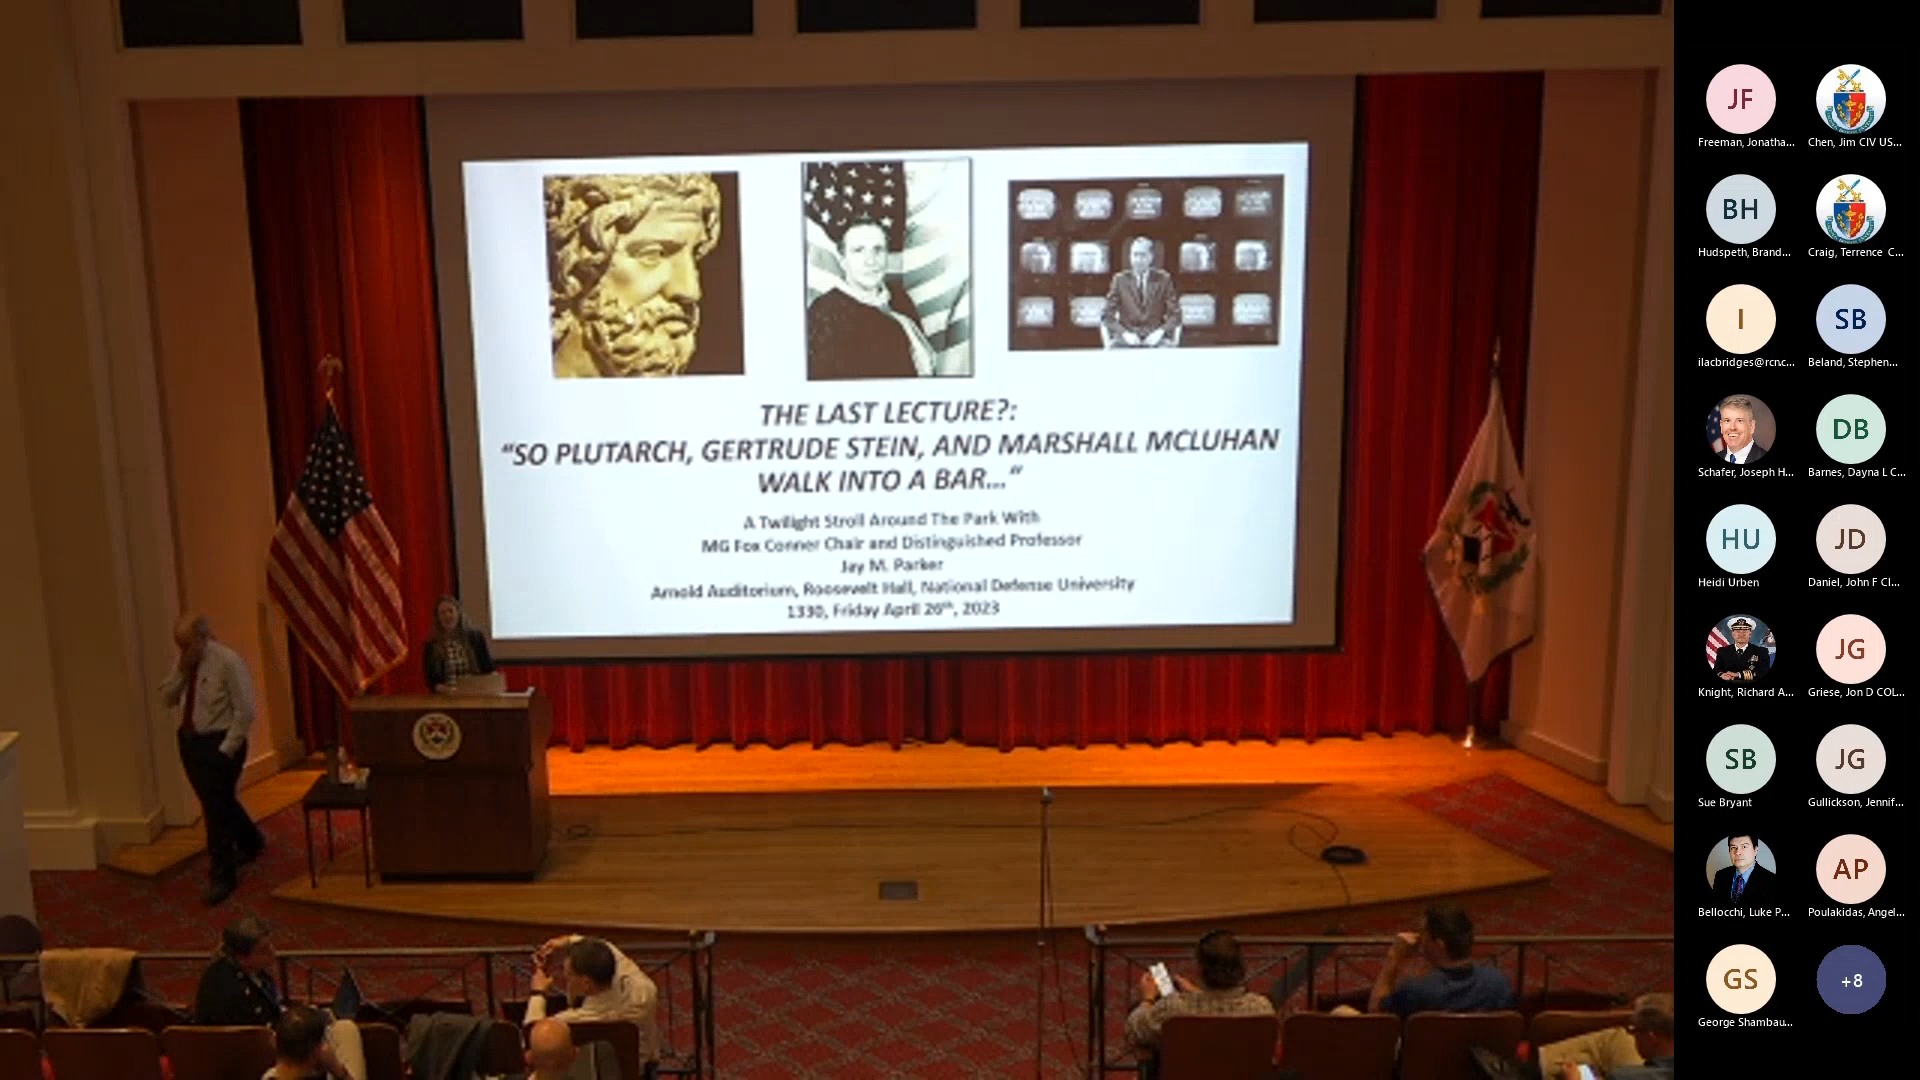 THE LAST LECTURE?:
“SO PLUTARCH, GERTRUDE STEIN, AND MARSHALL MCLUHAN
WALK INTO A BAR...“
A Twilight Stroll Around The Park With
MG Fox Conner Chair and Distinguished Professor
Jay M. Parker
Arnold Auditorium, Roosevelt Hall, National Defense University
1330, Friday April 26th, 2023
JF
Freeman, Jonatha...
Chen, Jim CIV US...
BH
Hudspeth, Brand...
Craig, Terrence C...
I
ilacbridges@rcn.c...
SB
Beland, Stephen...
Schafer, Joseph H...
DB
Barnes, Dayna L C...
HU
Heidi Urben
JD
Daniel, John F CI...
Knight, Richard A...
JG
Griese, Jon D COL...
SB
Sue Bryant
JG
Gullickson, Jennif...
Bellocchi, Luke P...
AP
Poulakidas, Angel...
GS
George Shambau...
+8